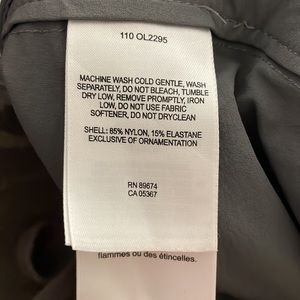 110 OL2295
MACHINE WASH COLD GENTLE, WASH
SEPARATELY, DO NOT BLEACH, TUMBLE
DRY LOW, REMOVE PROMPTLY, IRON
LOW, DO NOT USE FABRIC
SOFTENER, DO NOT DRYCLEAN
SHELL: 85% NYLON, 15% ELASTANE
EXCLUSIVE OF ORNAMENTATION
RN 89674
CA 05367
flammes ou des étincelles.